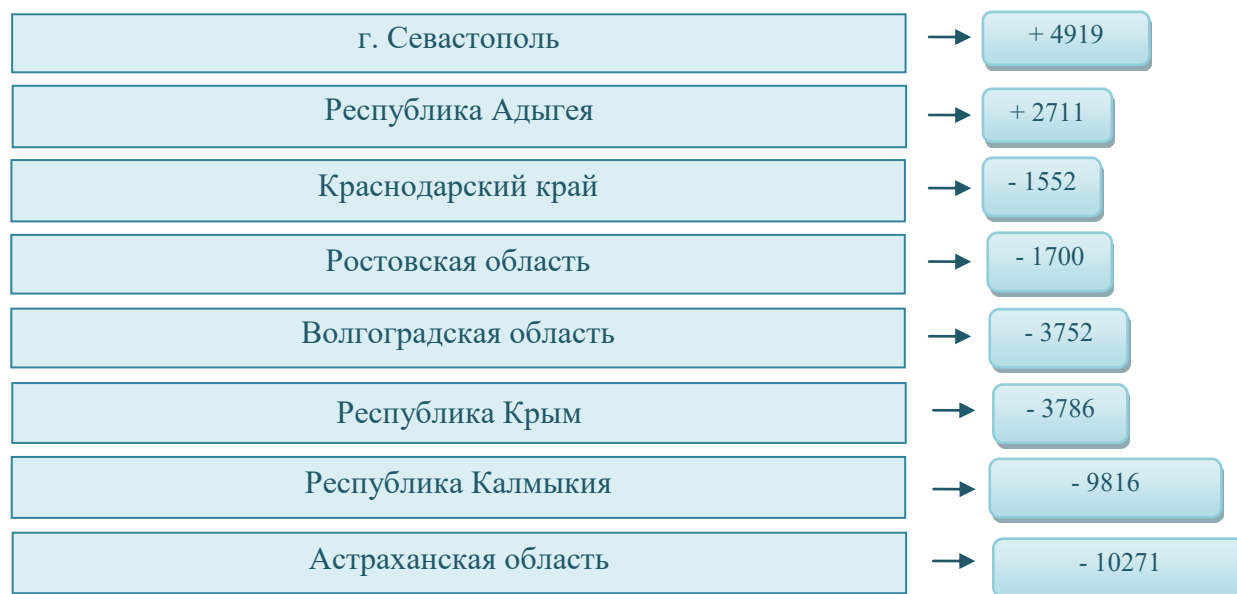 г. Севастополь
+ 4919
Республика Адыгея
+ 2711
Краснодарский край
- 1552
Ростовская область
- 1700
Волгоградская область
- 3752
Республика Крым
- 3786
Республика Калмыкия
- 9816
Астраханская область
- 10271